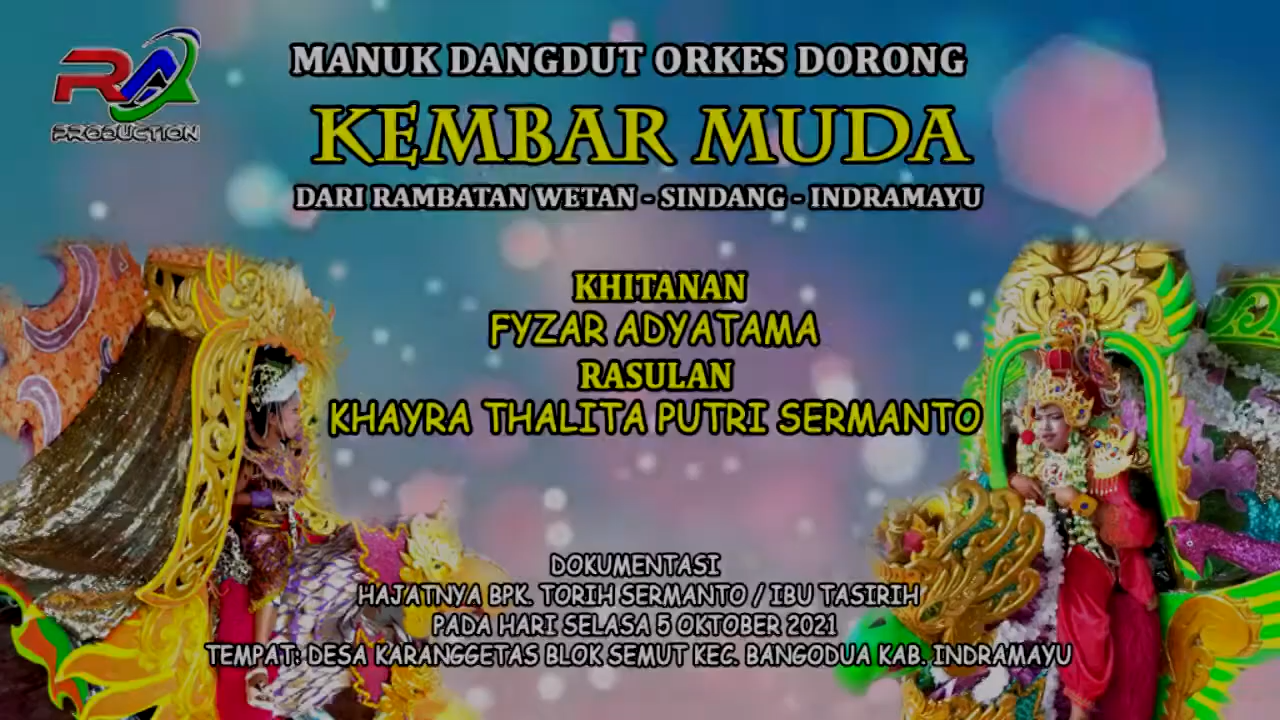 RA
PRODUCTION
MANUK DANGDUT ORKES DORONG
KEMBAR MUDA
DARI RAMBATAN WETAN - SINDANG - INDRAMAYU
KHITANAN
FYZAR ADYATAMA
RASULAN
KHAYRA THALITA PUTRI SERMANTO
DOKUMENTASI
HAJATNYA BPK. TORIH SERMANTO / IBU TASIRIH
PADA HARI SELASA 5 OKTOBER 2021
TEMPAT: DESA KARANGGETAS BLOK SEMUT KEC. BANGODUA KAB. INDRAMAYU